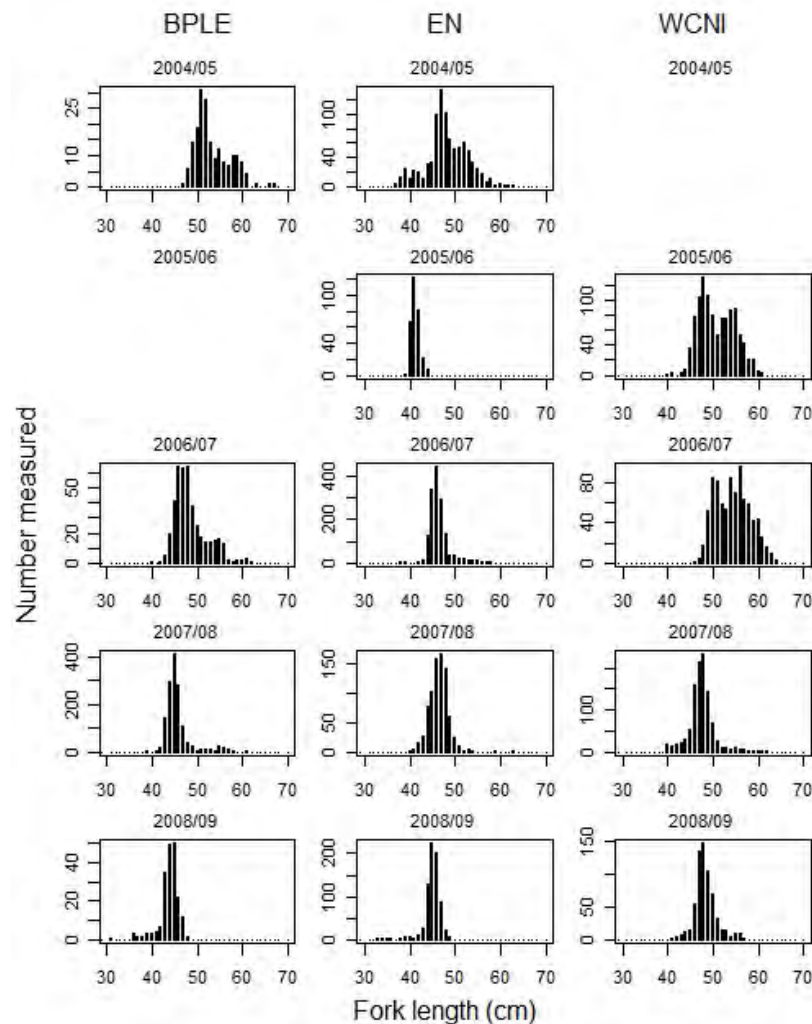 BPLE EN WCNI
2004/05 2004/05 2004/05
0 10 25
0 40 100
30 40 50 60 70 30 40 50 60 70
2005/06 2005/06 2005/06
0 40 100
0 40 100
30 40 50 60 70 30 40 50 60 70
Number measured
2006/07 2006/07 2006/07
0 20 50
0 200 400
0 40 80
30 40 50 60 70 30 40 50 60 70 30 40 50 60 70
2007/08 2007/08 2007/08
0 200 400
0 50 150
0 100
30 40 50 60 70 30 40 50 60 70 30 40 50 60 70
2008/09 2008/09 2008/09
0 20 40
0 100 200
0 50 150
30 40 50 60 70 30 40 50 60 70 30 40 50 60 70
Fork length (cm)